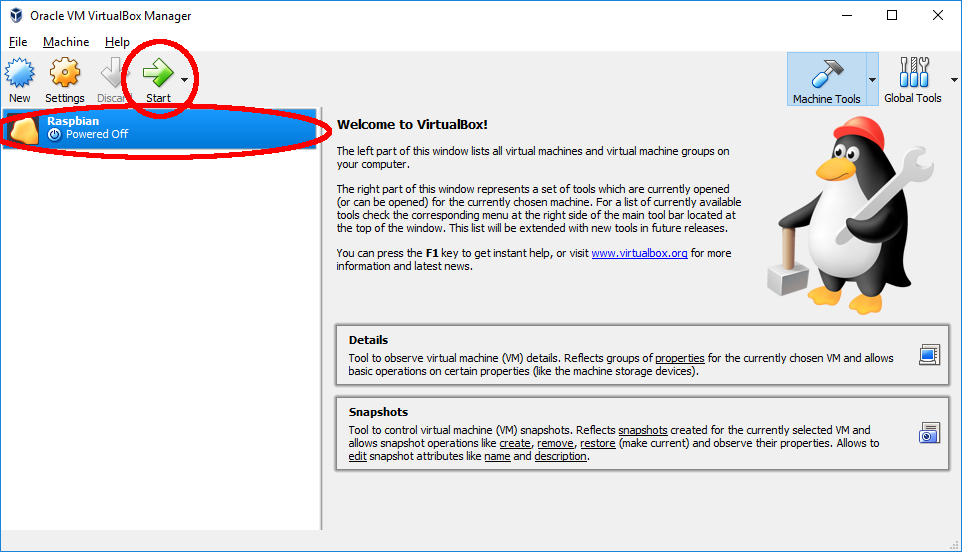 Oracle VM VirtualBox Manager
File Machine Help
New Settings Discard Start Machine Tools Global Tools
Raspbian
Powered Off
Welcome to VirtualBox!
The left part of this window lists all virtual machines and virtual machine groups on
your computer.
The right part of this window represents a set of tools which are currently opened
(or can be opened) for the currently chosen machine. For a list of currently available
tools check the corresponding menu at the right side of the main tool bar located at
the top of the window. This list will be extended with new tools in future releases.
You can press the F1 key to get instant help, or visit www.virtualbox.org for more
information and latest news.
Details
Tool to observe virtual machine (VM) details. Reflects groups of properties for the currently chosen VM and allows
basic operations on certain properties (like the machine storage devices).
Snapshots
Tool to control virtual machine (VM) snapshots. Reflects snapshots created for the currently selected VM and
allows snapshot operations like create, remove, restore (make current) and observe their properties. Allows to
edit snapshot attributes like name and description.